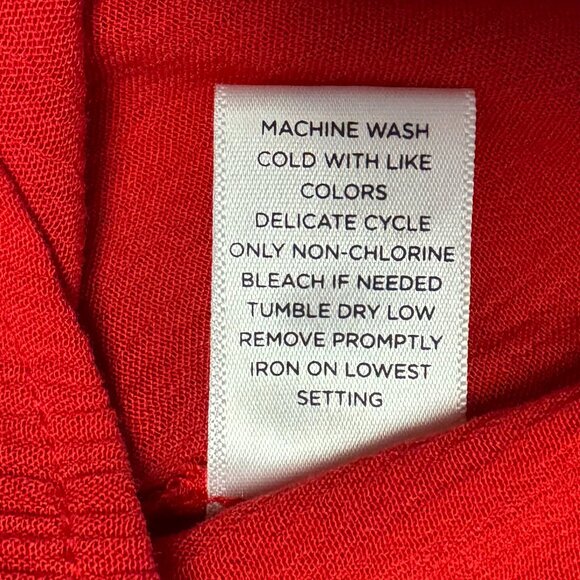 MACHINE WASH
COLD WITH LIKE
COLORS
DELICATE CYCLE
ONLY NON-CHLORINE
BLEACH IF NEEDED
TUMBLE DRY LOW
REMOVE PROMPTLY
IRON ON LOWEST
SETTING